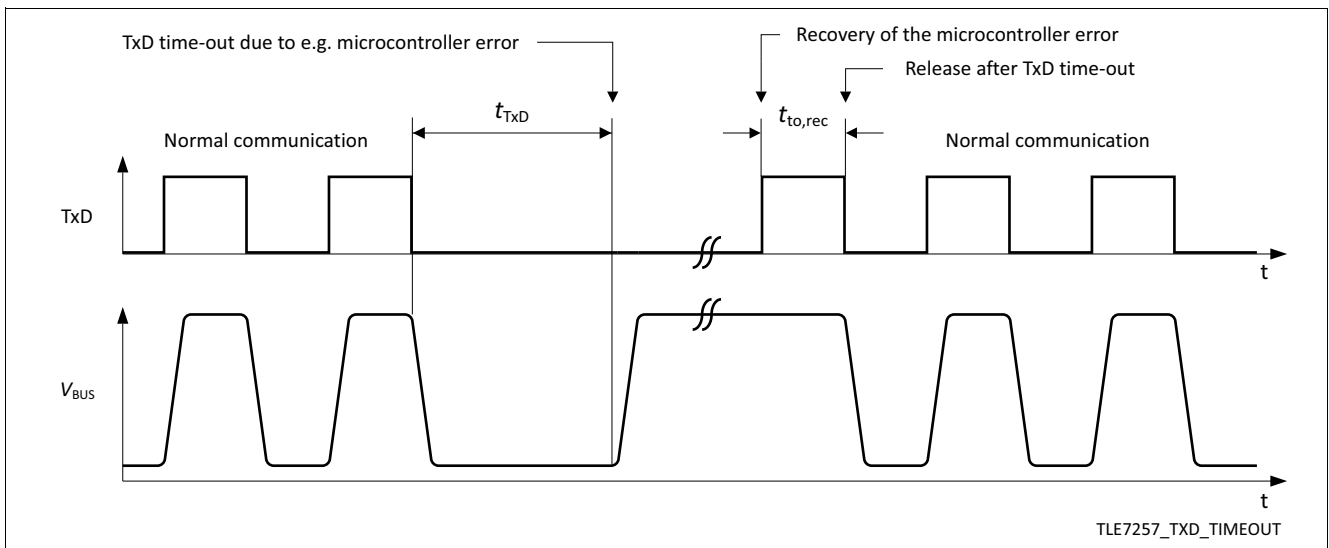 TxD time-out due to e.g. microcontroller error
Recovery of the microcontroller error
Release after TxD time-out
tTxD
tto,rec
Normal communication
Normal communication
TxD
t
VBUS
t
TLE7257_TXD_TIMEOUT